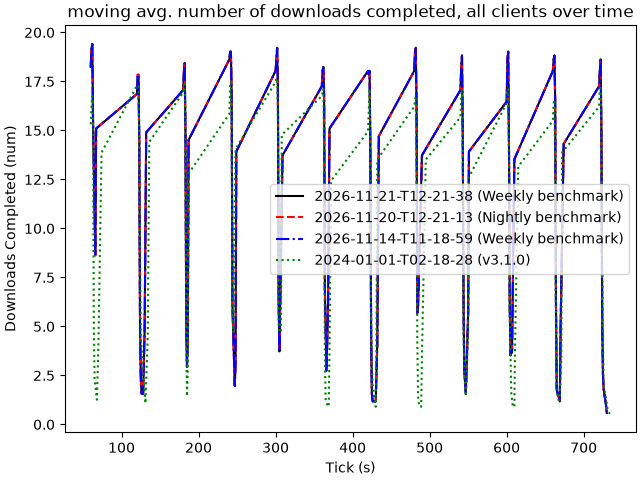 moving avg. number of downloads completed, all clients over time
Downloads Completed (num)
20.0
17.5
15.0
12.5
10.0
7.5
5.0
2.5
0.0
2026-11-21-T12-21-38 (Weekly benchmark)
2026-11-20-T12-21-13 (Nightly benchmark)
2026-11-14-T11-18-59 (Weekly benchmark)
2024-01-01-T02-18-28 (v3.1.0)
100 200 300 400 500 600 700
Tick (s)